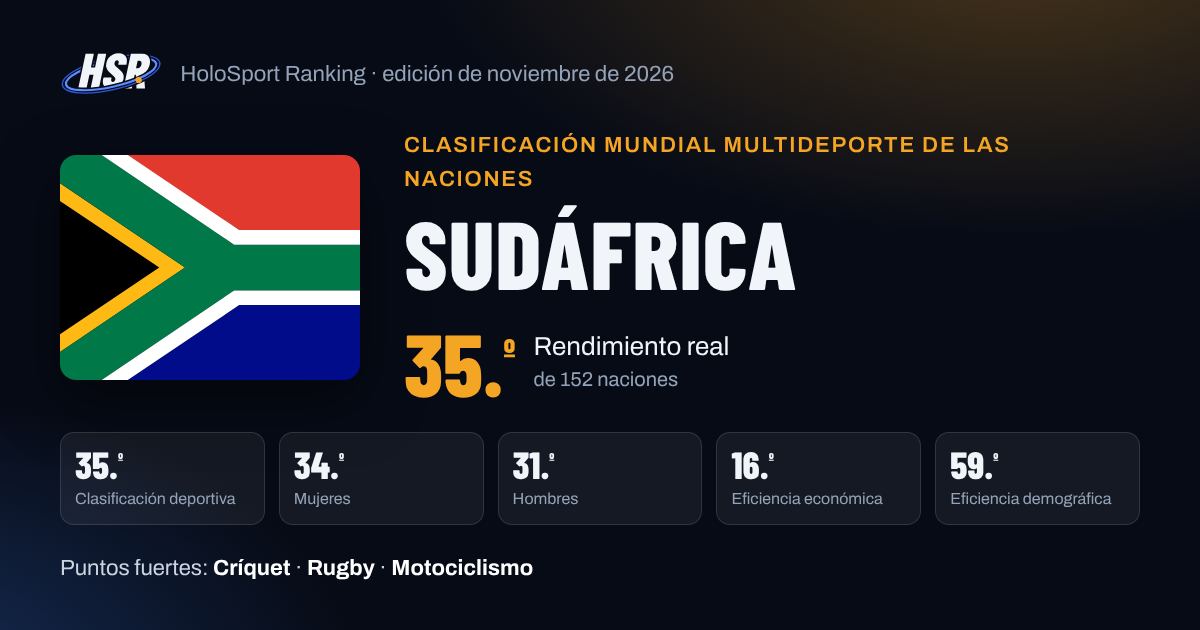 HSR
HoloSport Ranking · edición de noviembre de 2026
CLASIFICACIÓN MUNDIAL MULTIDEPORTE DE LAS
NACIONES
SUDÁFRICA
35.º
Rendimiento real
de 152 naciones
35.º
Clasificación deportiva
34.º
Mujeres
31.º
Hombres
16.º
Eficiencia económica
59.º
Eficiencia demográfica
Puntos fuertes: Críquet · Rugby · Motociclismo